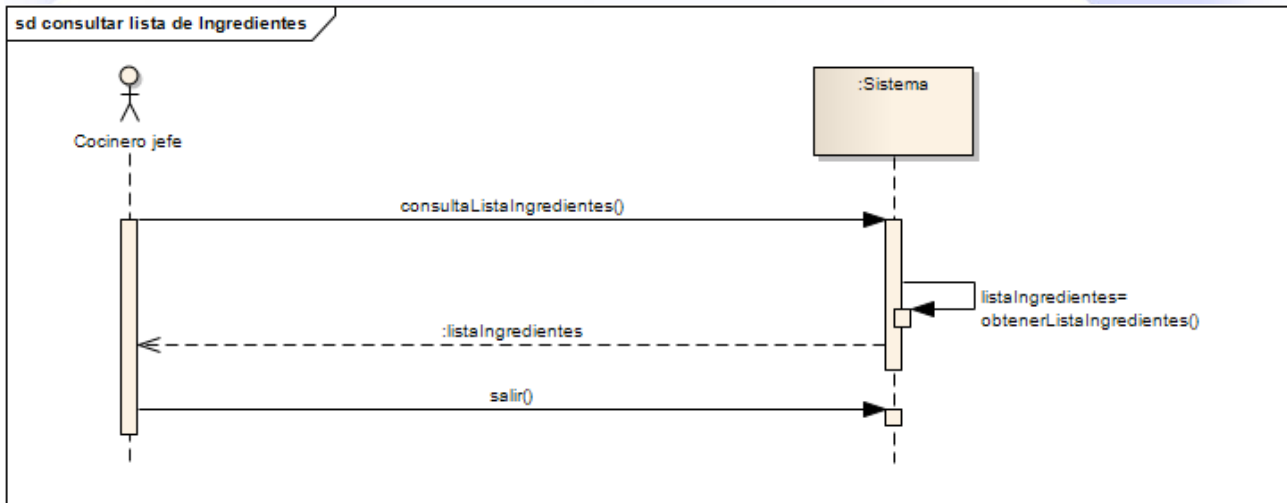 sd consultar lista de Ingredientes
:Sistema
Cocinero jefe
consultaListaIngredientes()
listaIngredientes=
obtenerListaIngredientes()
:listaIngredientes
salir()